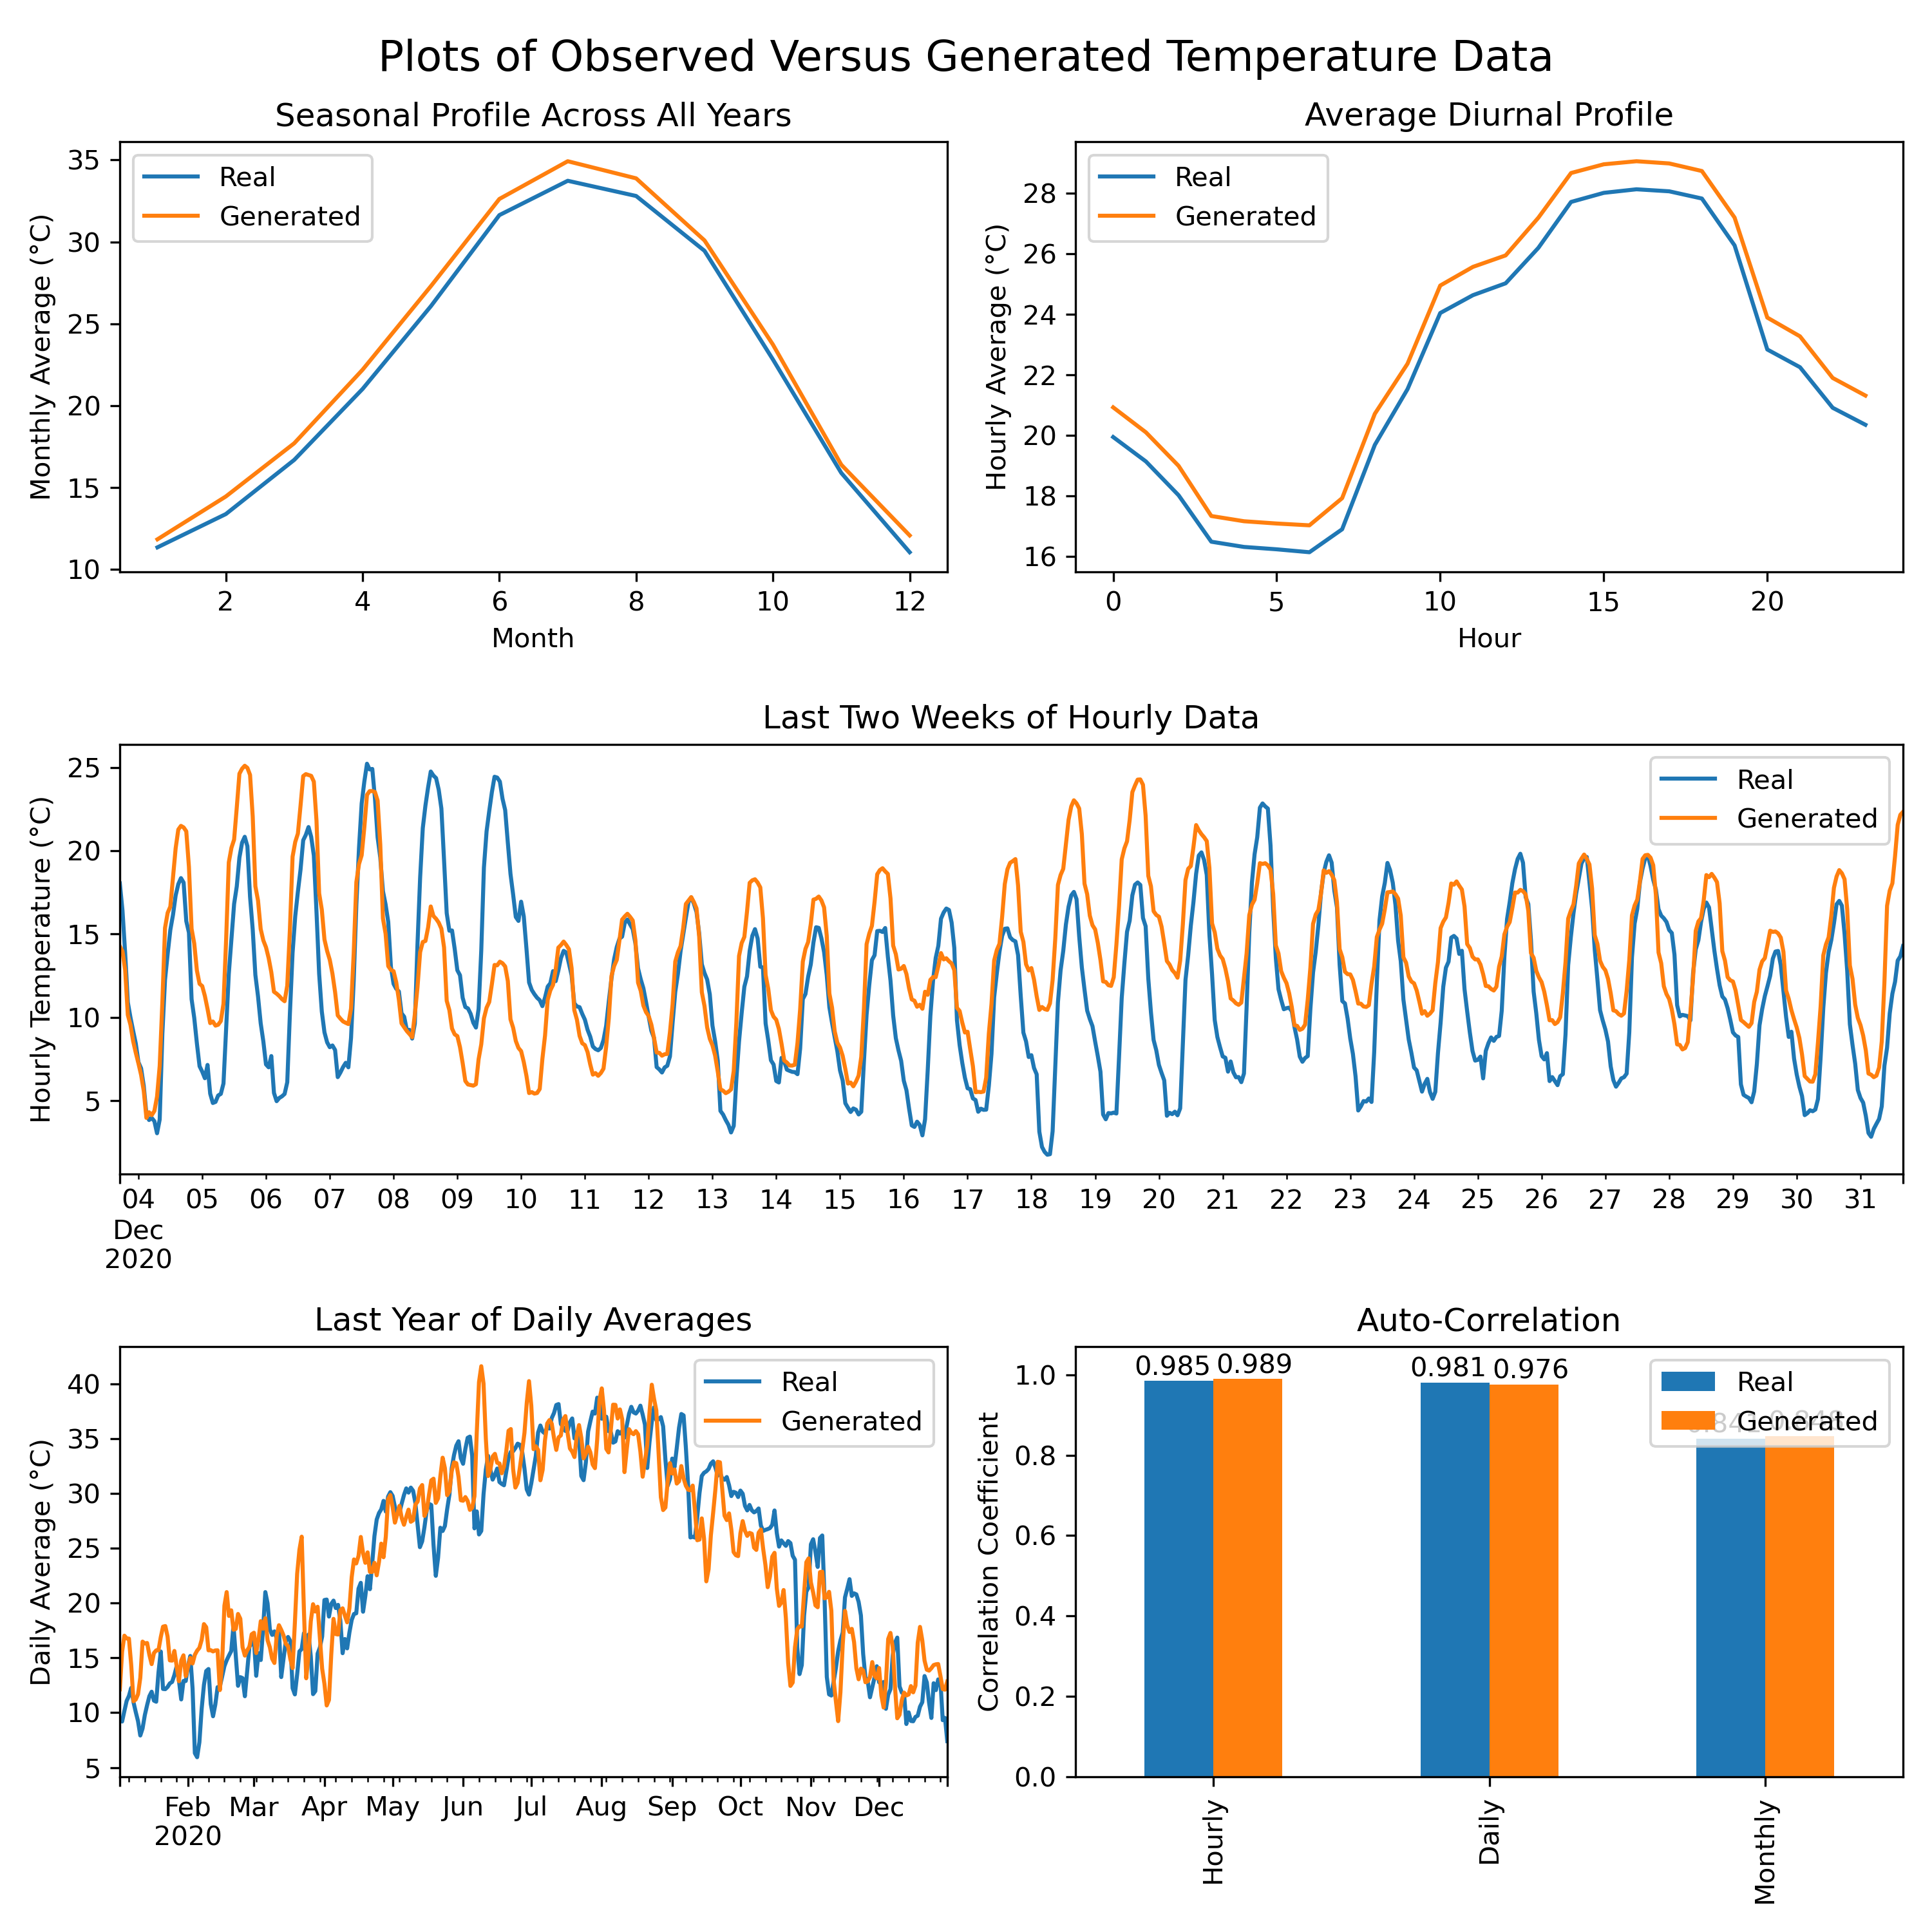 Plots of Observed Versus Generated Temperature Data
Seasonal Profile Across All Years
Monthly Average (°C)
35
30
25
20
15
10
Real
Generated
2 4 6 8 10 12
Month
Average Diurnal Profile
Hourly Average (°C)
28
26
24
22
20
18
16
Real
Generated
0 5 10 15 20
Hour
Last Two Weeks of Hourly Data
Hourly Temperature (°C)
25
20
15
10
5
Real
Generated
04 05 06 07 08 09 10 11 12 13 14 15 16 17 18 19 20 21 22 23 24 25 26 27 28 29 30 31
Dec
2020
Last Year of Daily Averages
Daily Average (°C)
40
35
30
25
20
15
10
5
Real
Generated
Feb Mar Apr May Jun Jul Aug Sep Oct Nov Dec
2020
Auto-Correlation
Correlation Coefficient
1.0
0.8
0.6
0.4
0.2
0.0
0.985 0.989 0.981 0.976
Real
Generated
Hourly Daily Monthly